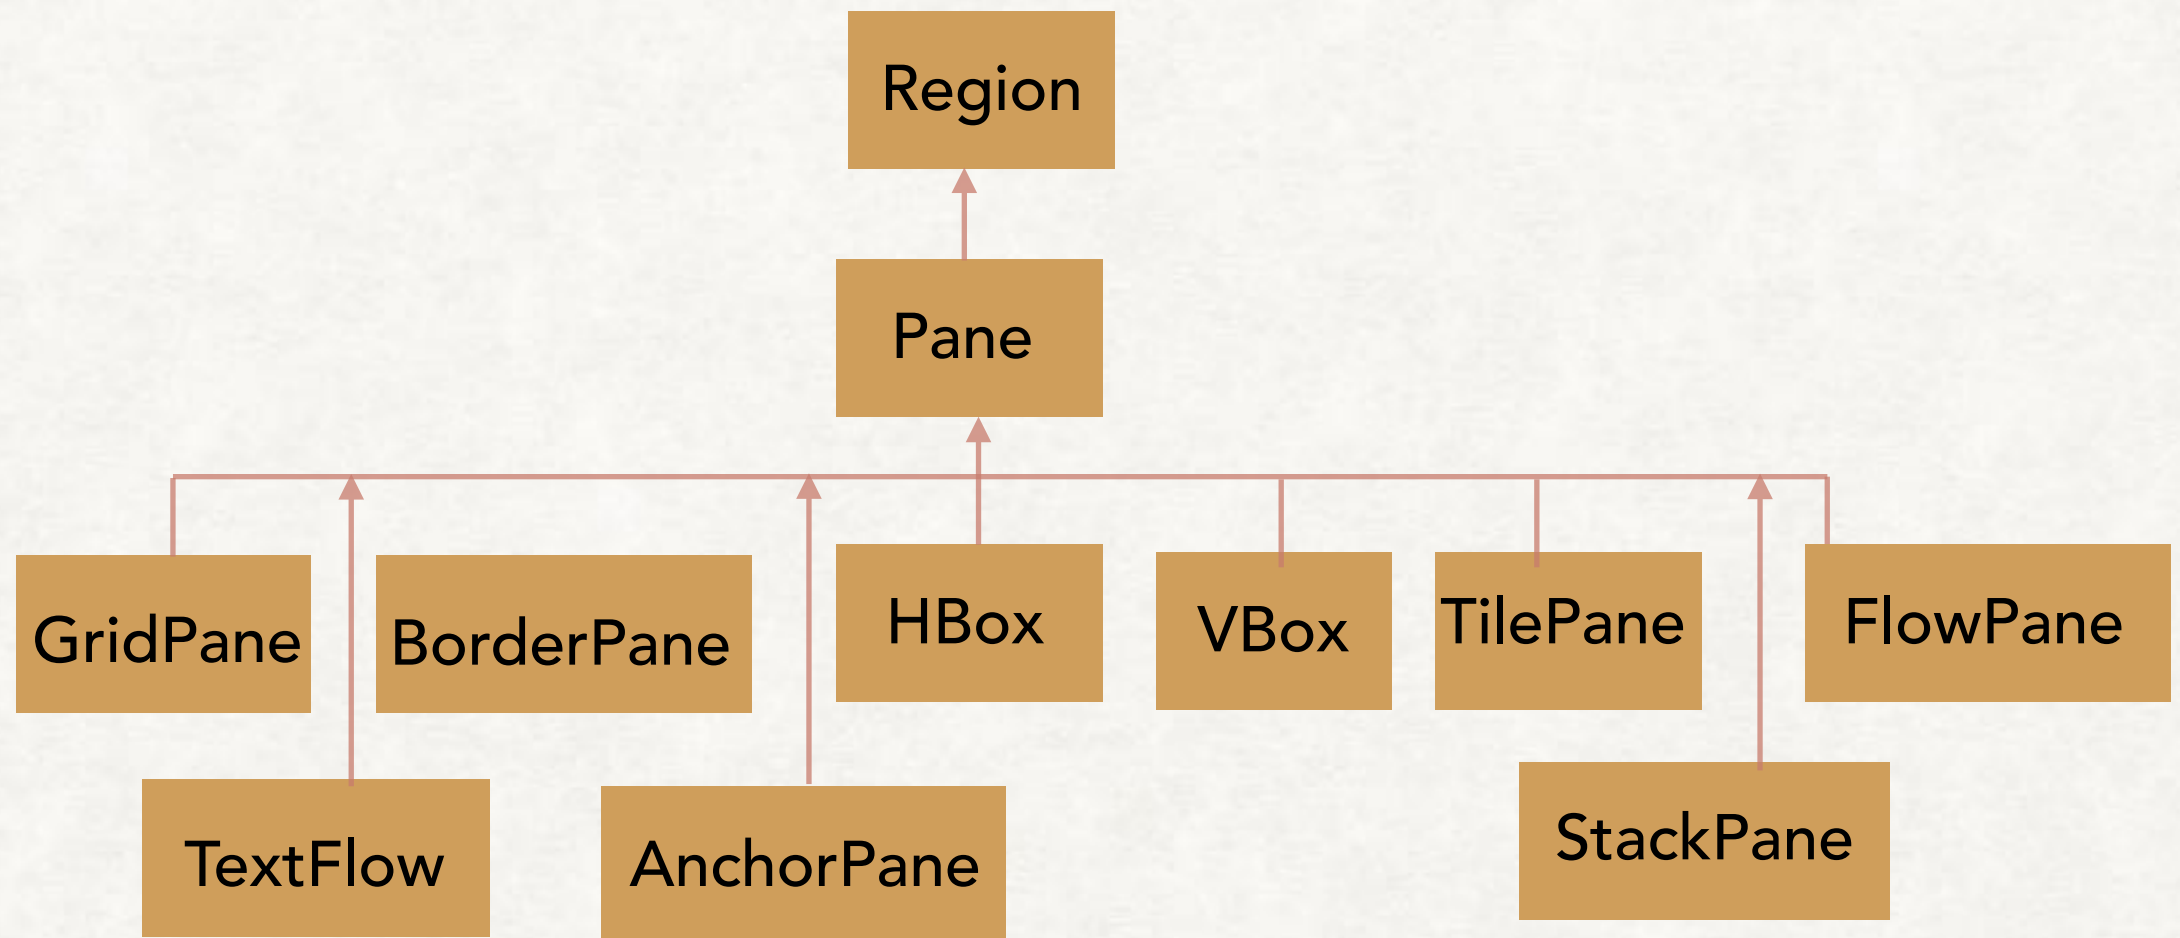 Region
Pane
GridPane
BorderPane
HBox
VBox
TilePane
FlowPane
TextFlow
AnchorPane
StackPane